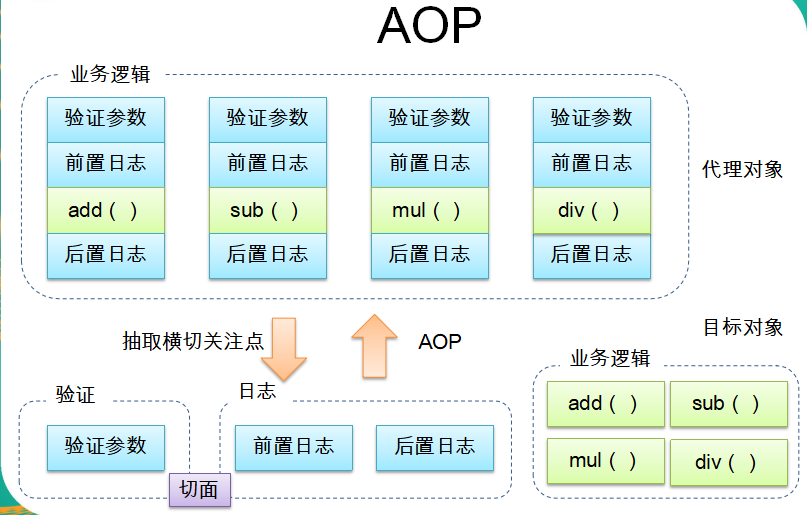 AOP
业务逻辑
验证参数 验证参数 验证参数 验证参数
前置日志 前置日志 前置日志 前置日志
add（ ） sub（ ） mul（ ） div（ ）
后置日志 后置日志 后置日志 后置日志
代理对象
抽取横切关注点
AOP
目标对象
验证
验证参数
日志
前置日志 后置日志
切面
业务逻辑
add（ ） sub（ ）
mul（ ） div（ ）